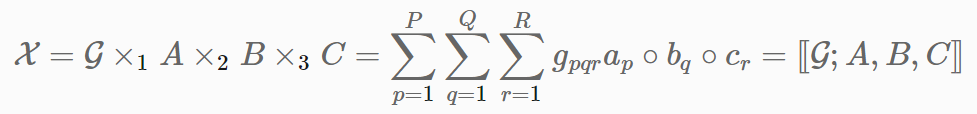 𝒳 = 𝒢 ×₁ A ×₂ B ×₃ C = ∑_{p=1}^{P} ∑_{q=1}^{Q} ∑_{r=1}^{R} g_{pqr} a_p ∘ b_q ∘ c_r = ⟦𝒢; A, B, C⟧